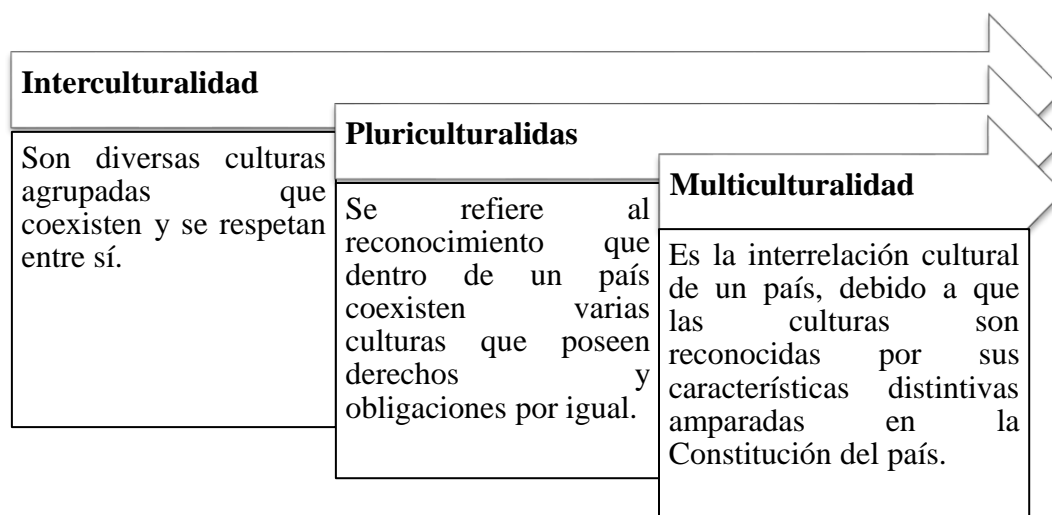 Interculturalidad
Son diversas culturas
agrupadas que
coexisten y se respetan
entre sí.
Pluriculturalidas
Se refiere al
reconocimiento que
dentro de un país
coexisten varias
culturas que poseen
derechos y
obligaciones por igual.
Multiculturalidad
Es la interrelación cultural
de un país, debido a que
las culturas son
reconocidas por sus
características distintivas
amparadas en la
Constitución del país.